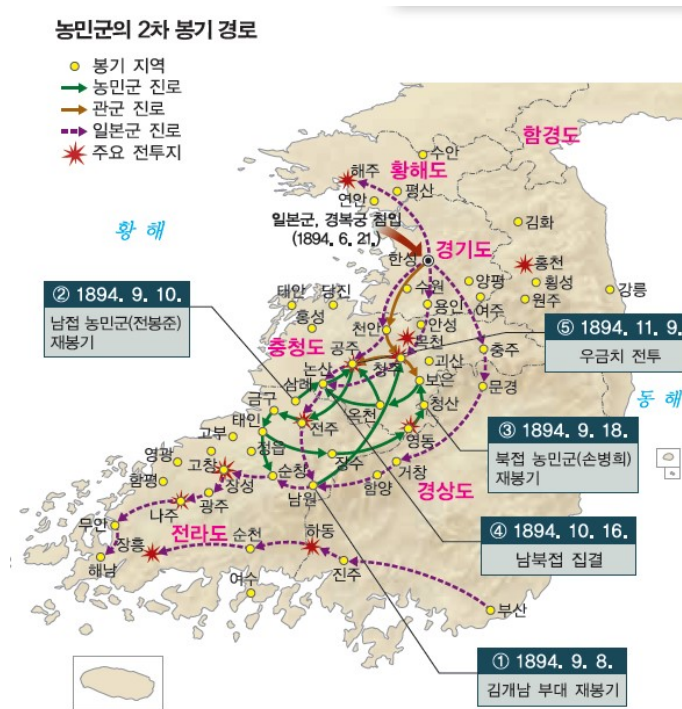 농민군의 2차 봉기 경로
봉기 지역
농민군 진로
관군 진로
일본군 진로
주요 전투지
함경도
수안
해주
황해도
평산
연안
일본군, 경복궁 침입
(1894. 6. 21.)
김화
황해
경기도
한성
홍천
양평
횡성
강릉
수원
② 1894. 9. 10.
남접 농민군(전봉준)
재봉기
태안
당진
용인
여주
원주
홍성
천안
안성
목천
⑤ 1894. 11. 9.
우금치 전투
충청도
공주
청주
괴산
충주
논산
보은
문경
동해
삼례
금구
옥천
청산
태인
전주
영동
③ 1894. 9. 18.
북접 농민군(손병희)
재봉기
고부
정읍
장수
영광
고창
거창
함평
장성
순창
함양
경상도
남원
광주
나주
④ 1894. 10. 16.
남북접 집결
무안
전라도
순천
하동
장흥
해남
여수
진주
부산
① 1894. 9. 8.
김개남 부대 재봉기